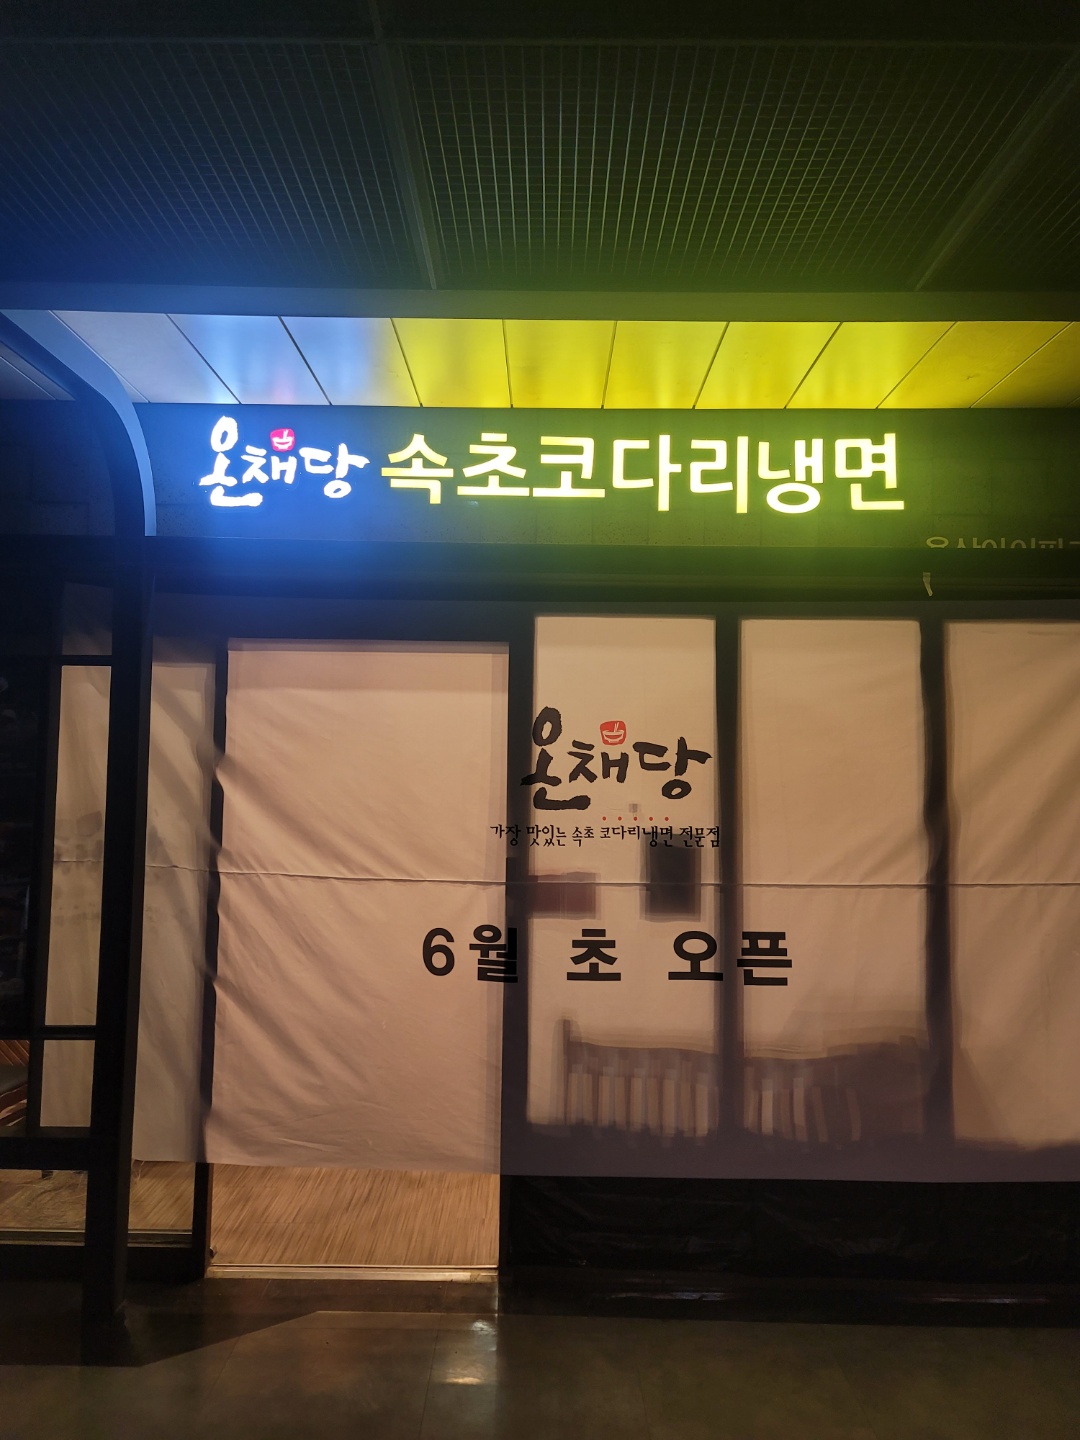 온채당 속초코다리냉면
온채당
가장 맛있는 속초 코다리냉면 전문점
6월 초 오픈